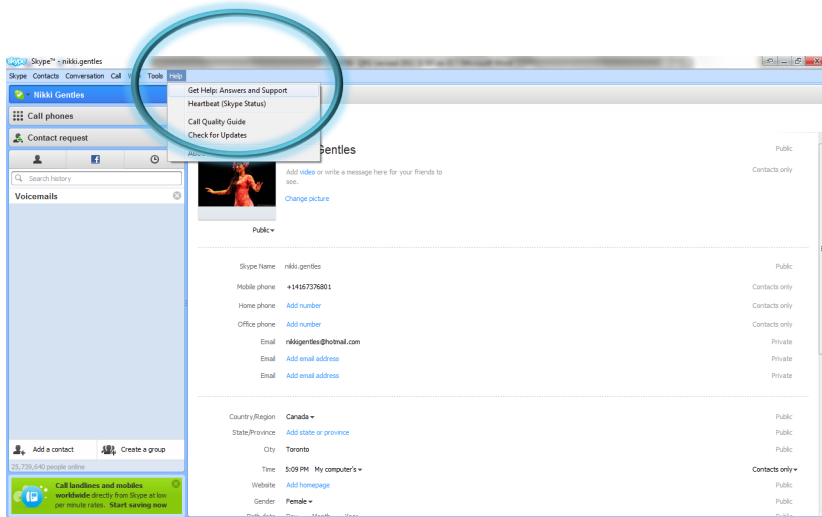 Skype™ - nikki.gentles
Skype Contacts Conversation Call Tools Help
Nikki Gentles
Get Help: Answers and Support
Heartbeat (Skype Status)
Call phones
Call Quality Guide
Contact request
Check for Updates
Gentles Public
Add video or write a message here for your friends to Contacts only
see.
Search history
Voicemails
Change picture
Public
Skype Name nikki.gentles Public
Mobile phone +14167376801 Contacts only
Home phone Add number Contacts only
Office phone Add number Contacts only
Email nikkigentles@hotmail.com Private
Email Add email address Private
Email Add email address Private
Country/Region Canada Public
State/Province Add state or province Public
Add a contact Create a group
City Toronto Public
25,739,640 people online
Time 5:09 PM My computer's Contacts only
Website Add homepage Public
Call landlines and mobiles
worldwide directly from Skype at low
per minute rates. Start saving now
Gender Female Public